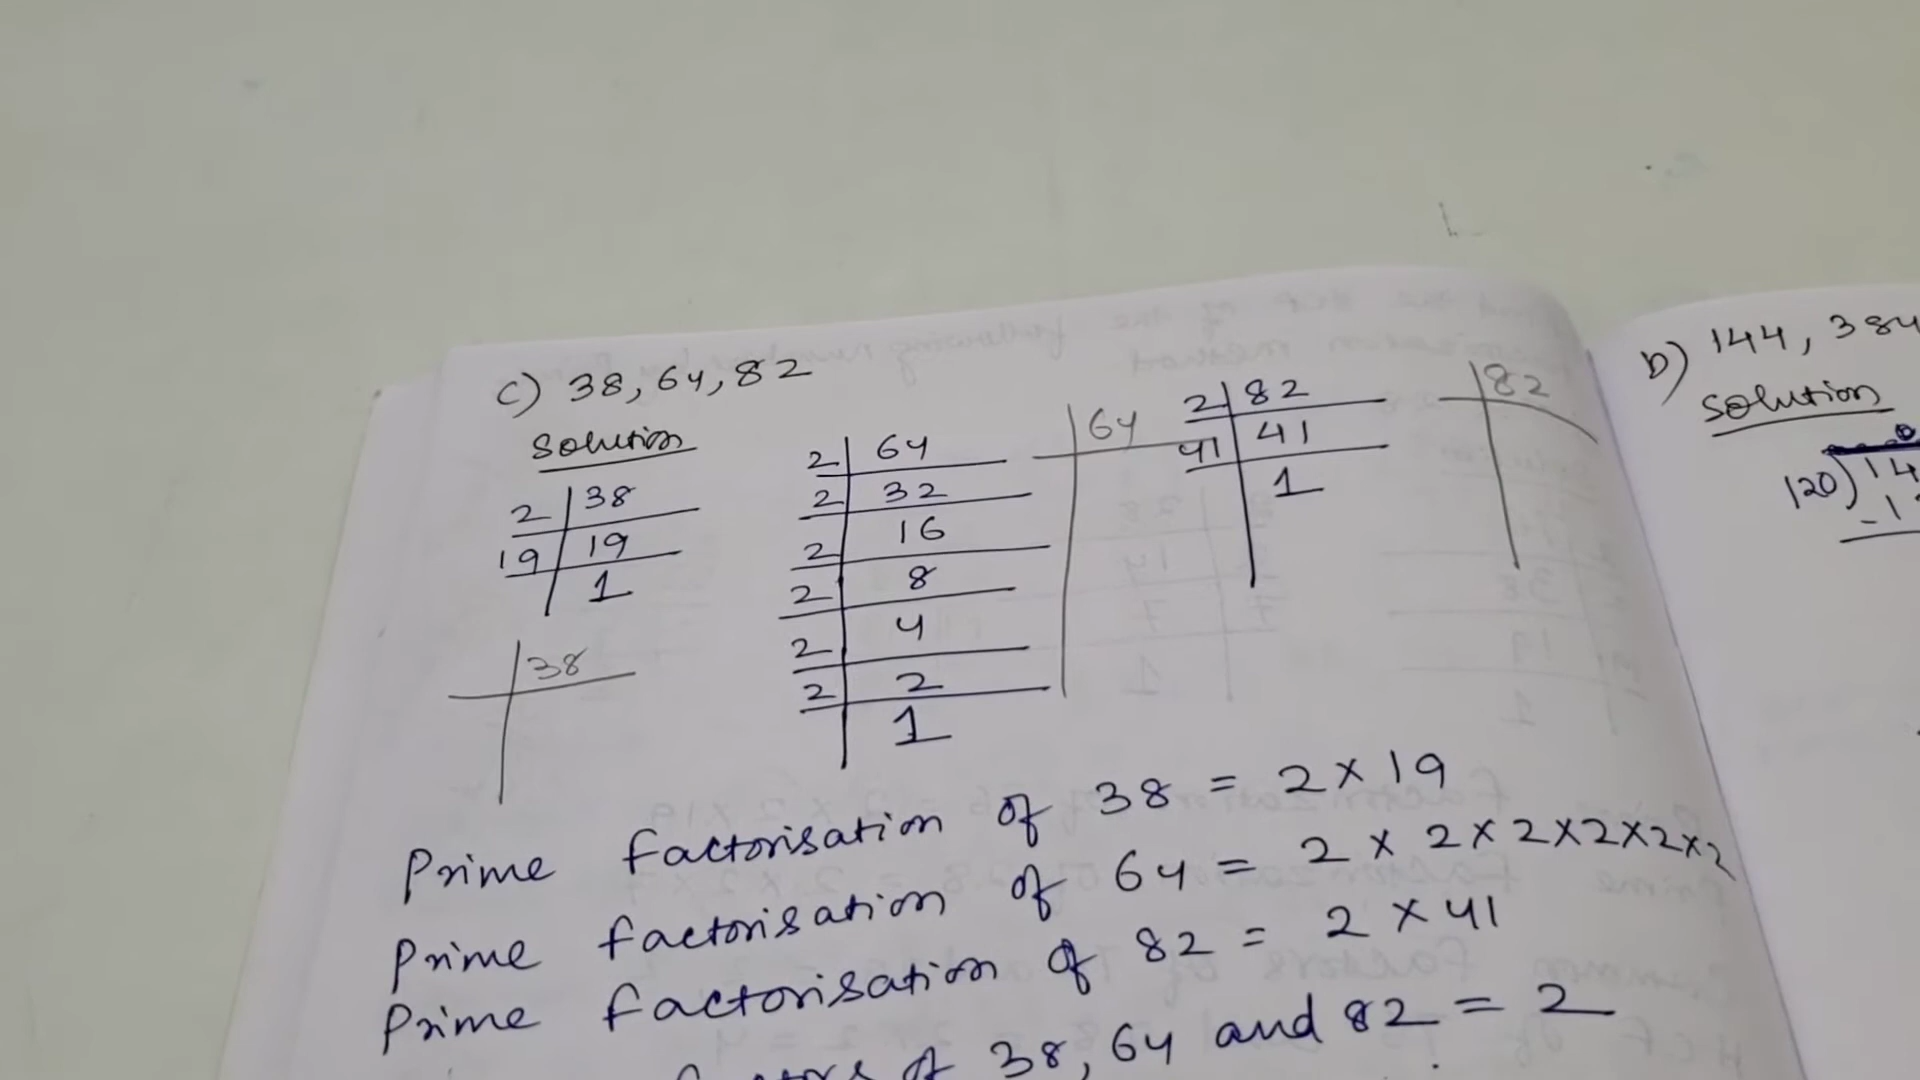 C) 38, 64, 82
Solution
2 38
19 19
1
38
2 64
2 32
2 16
2 8
2 4
2 2
1
64
2 82
41 41
1
82
Prime factorisation of 38 = 2 × 19
Prime factorisation of 64 = 2 × 2 × 2 × 2 × 2 × 2
Prime factorisation of 82 = 2 × 41
of 38, 64 and 82 = 2
D) 144, 384
Solution
120) 14